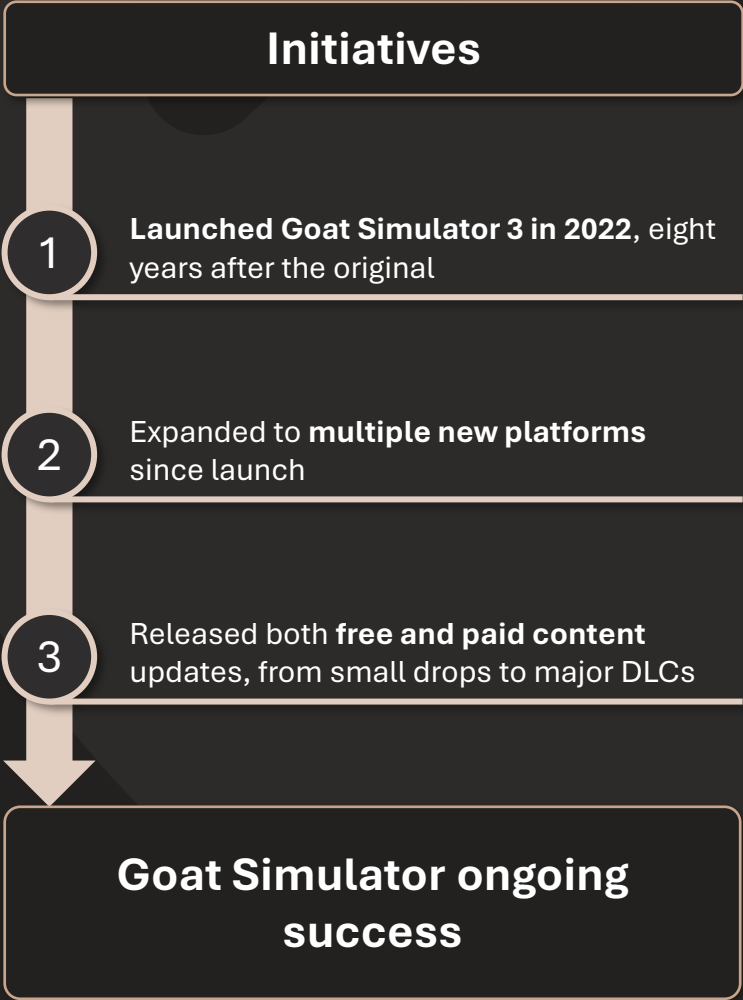 Initiatives
1
Launched Goat Simulator 3 in 2022, eight
years after the original
2
Expanded to multiple new platforms
since launch
3
Released both free and paid content
updates, from small drops to major DLCs
Goat Simulator ongoing
success